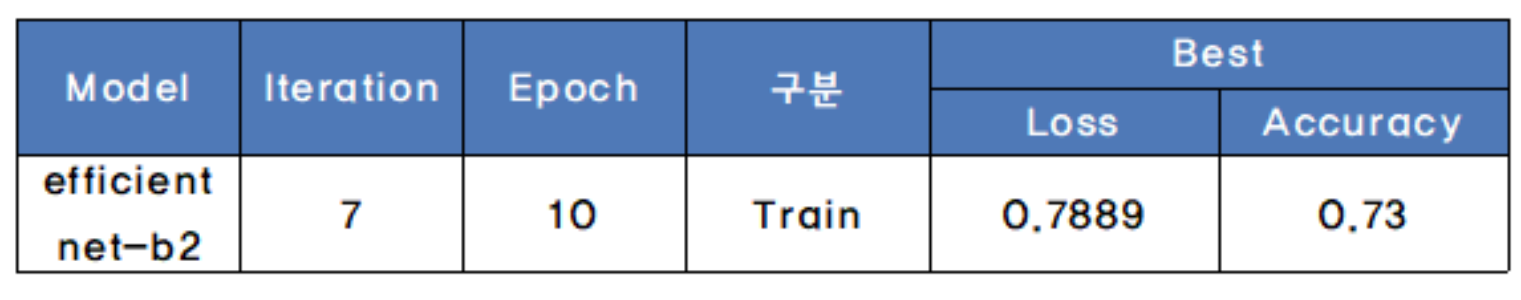 Model Iteration Epoch 구분 Best
Loss Accuracy
efficient
net-b2 7 10 Train 0.7889 0.73